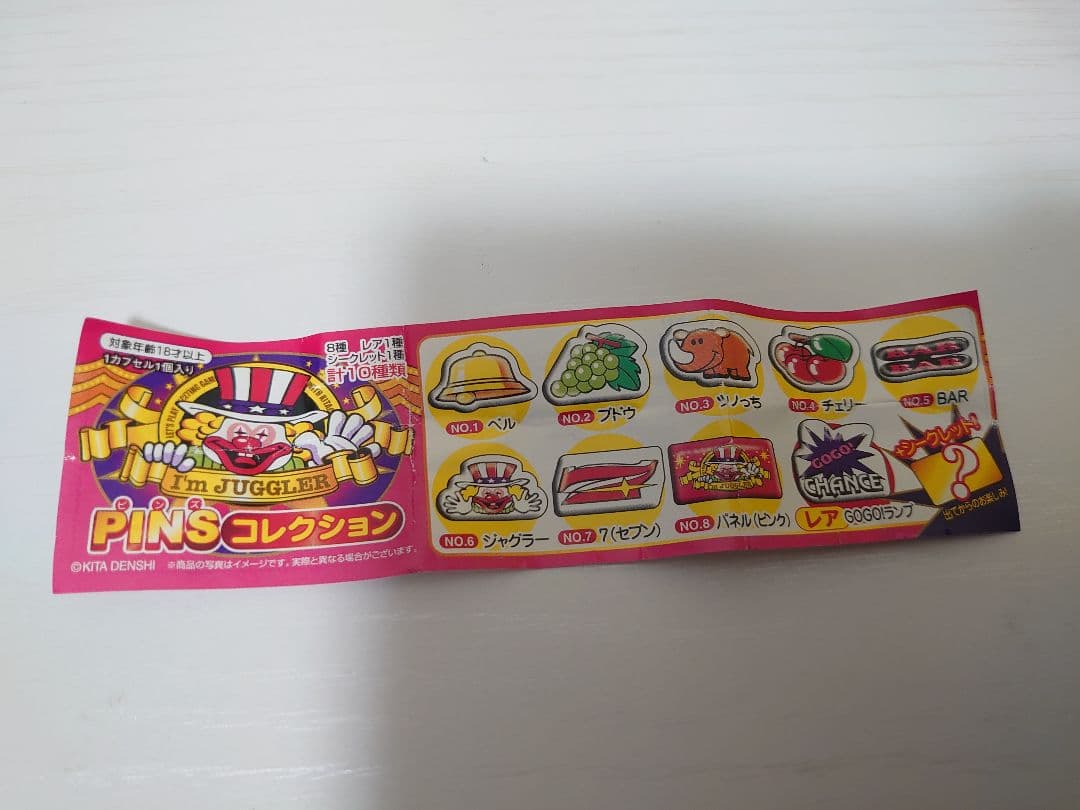 対象年齢18才以上
1カプセル1個入り
8種 レア1種
シークレット1種
計10種類
I'm JUGGLER
ピンズ
PINSコレクション
©KITA DENSHI ※商品の写真はイメージです。実際と異なる場合がございます。
NO.1 ベル
NO.2 ブドウ
NO.3 ツノっち
NO.4 チェリー
BAR
BAR
NO.5 BAR
NO.6 ジャグラー
7
NO.7 7(セブン)
I'm JUGGLER
NO.8 パネル(ピンク)
GOGO!
CHANCE
レア GOGO!ランプ
+シークレット!
?
出てからのお楽しみ!